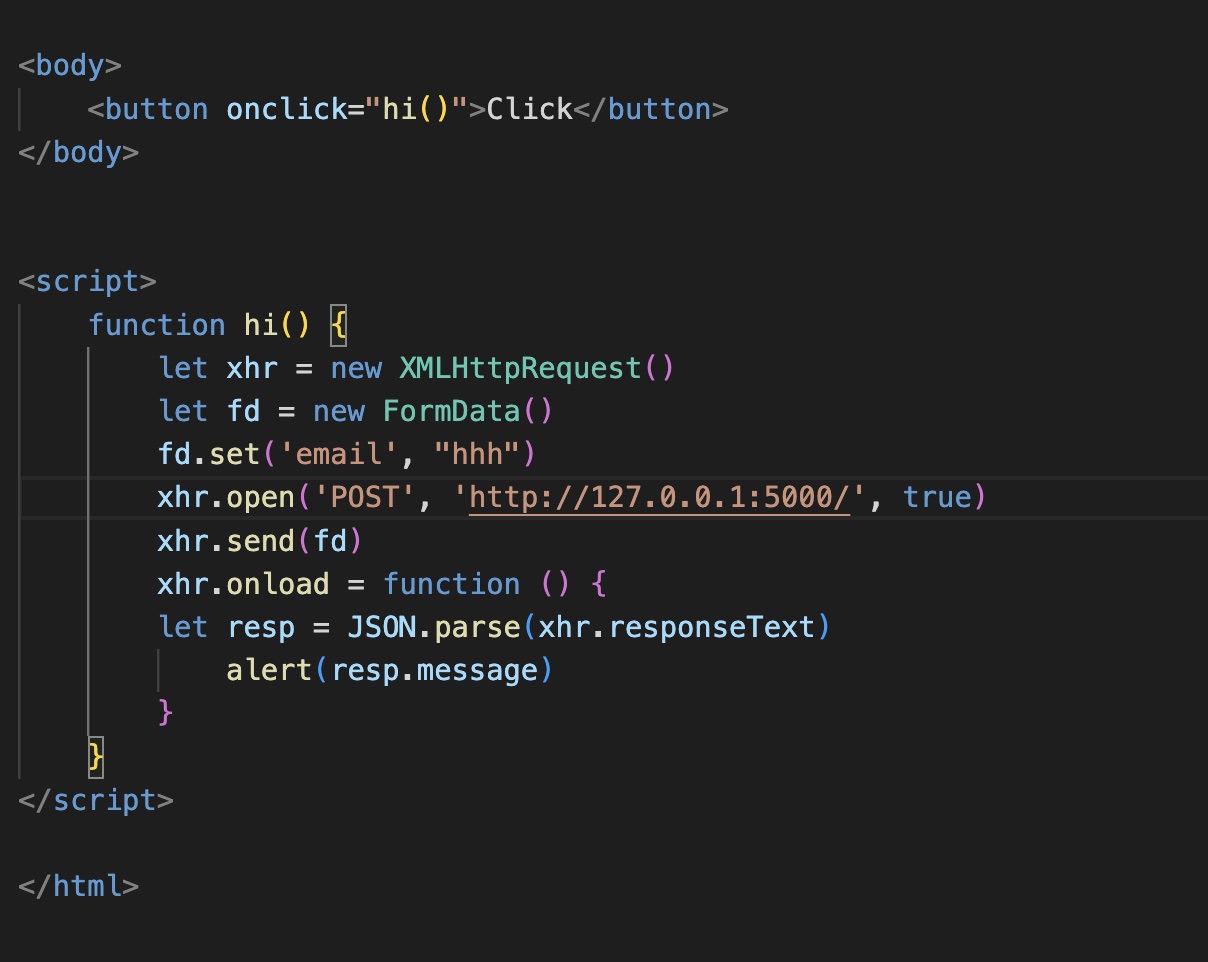 <body>
    <button onclick="hi()">Click</button>
</body>
<script>
    function hi() {
        let xhr = new XMLHttpRequest()
        let fd = new FormData()
        fd.set('email', "hhh")
        xhr.open('POST', 'http://127.0.0.1:5000/', true)
        xhr.send(fd)
        xhr.onload = function () {
        let resp = JSON.parse(xhr.responseText)
            alert(resp.message)
        }
    }
</script>
</html>